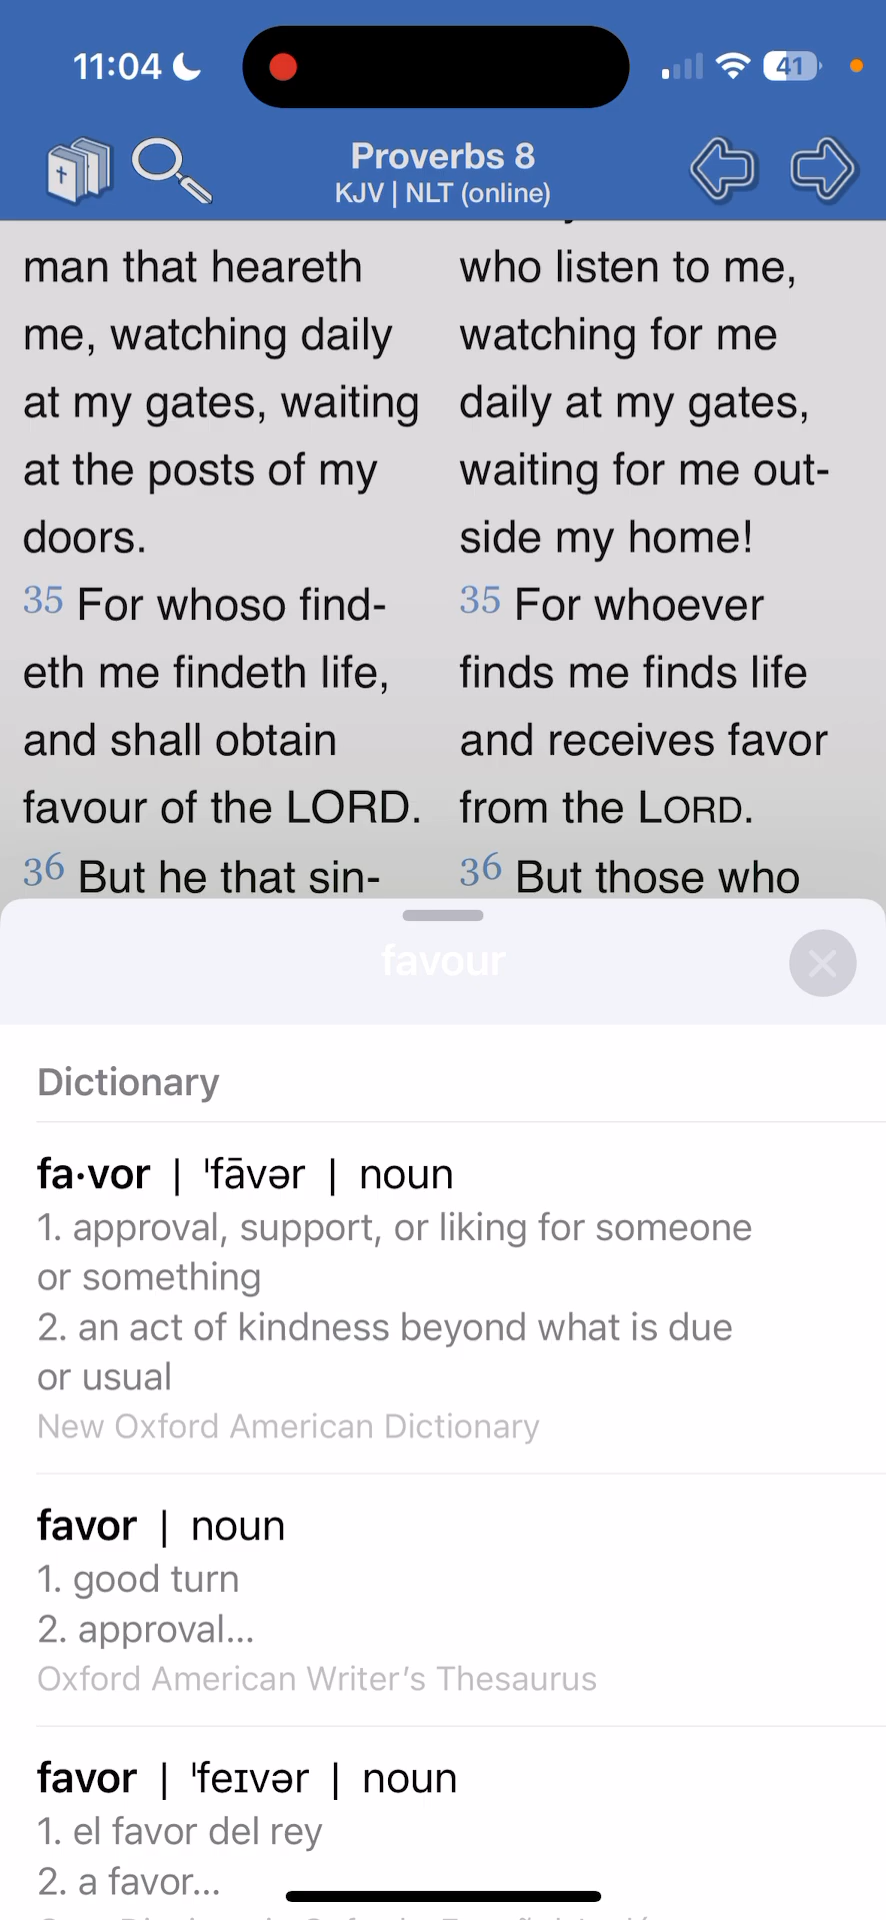 11:04
41
Proverbs 8
KJV | NLT (online)
man that heareth
me, watching daily
at my gates, waiting
at the posts of my
doors.
35 For whoso find-
eth me findeth life,
and shall obtain
favour of the LORD.
36 But he that sin-
who listen to me,
watching for me
daily at my gates,
waiting for me out-
side my home!
35 For whoever
finds me finds life
and receives favor
from the LORD.
36 But those who
favour
Dictionary
fa·vor | ˈfāvər | noun
1. approval, support, or liking for someone
or something
2. an act of kindness beyond what is due
or usual
New Oxford American Dictionary
favor | noun
1. good turn
2. approval...
Oxford American Writer's Thesaurus
favor | ˈfeɪvər | noun
1. el favor del rey
2. a favor...